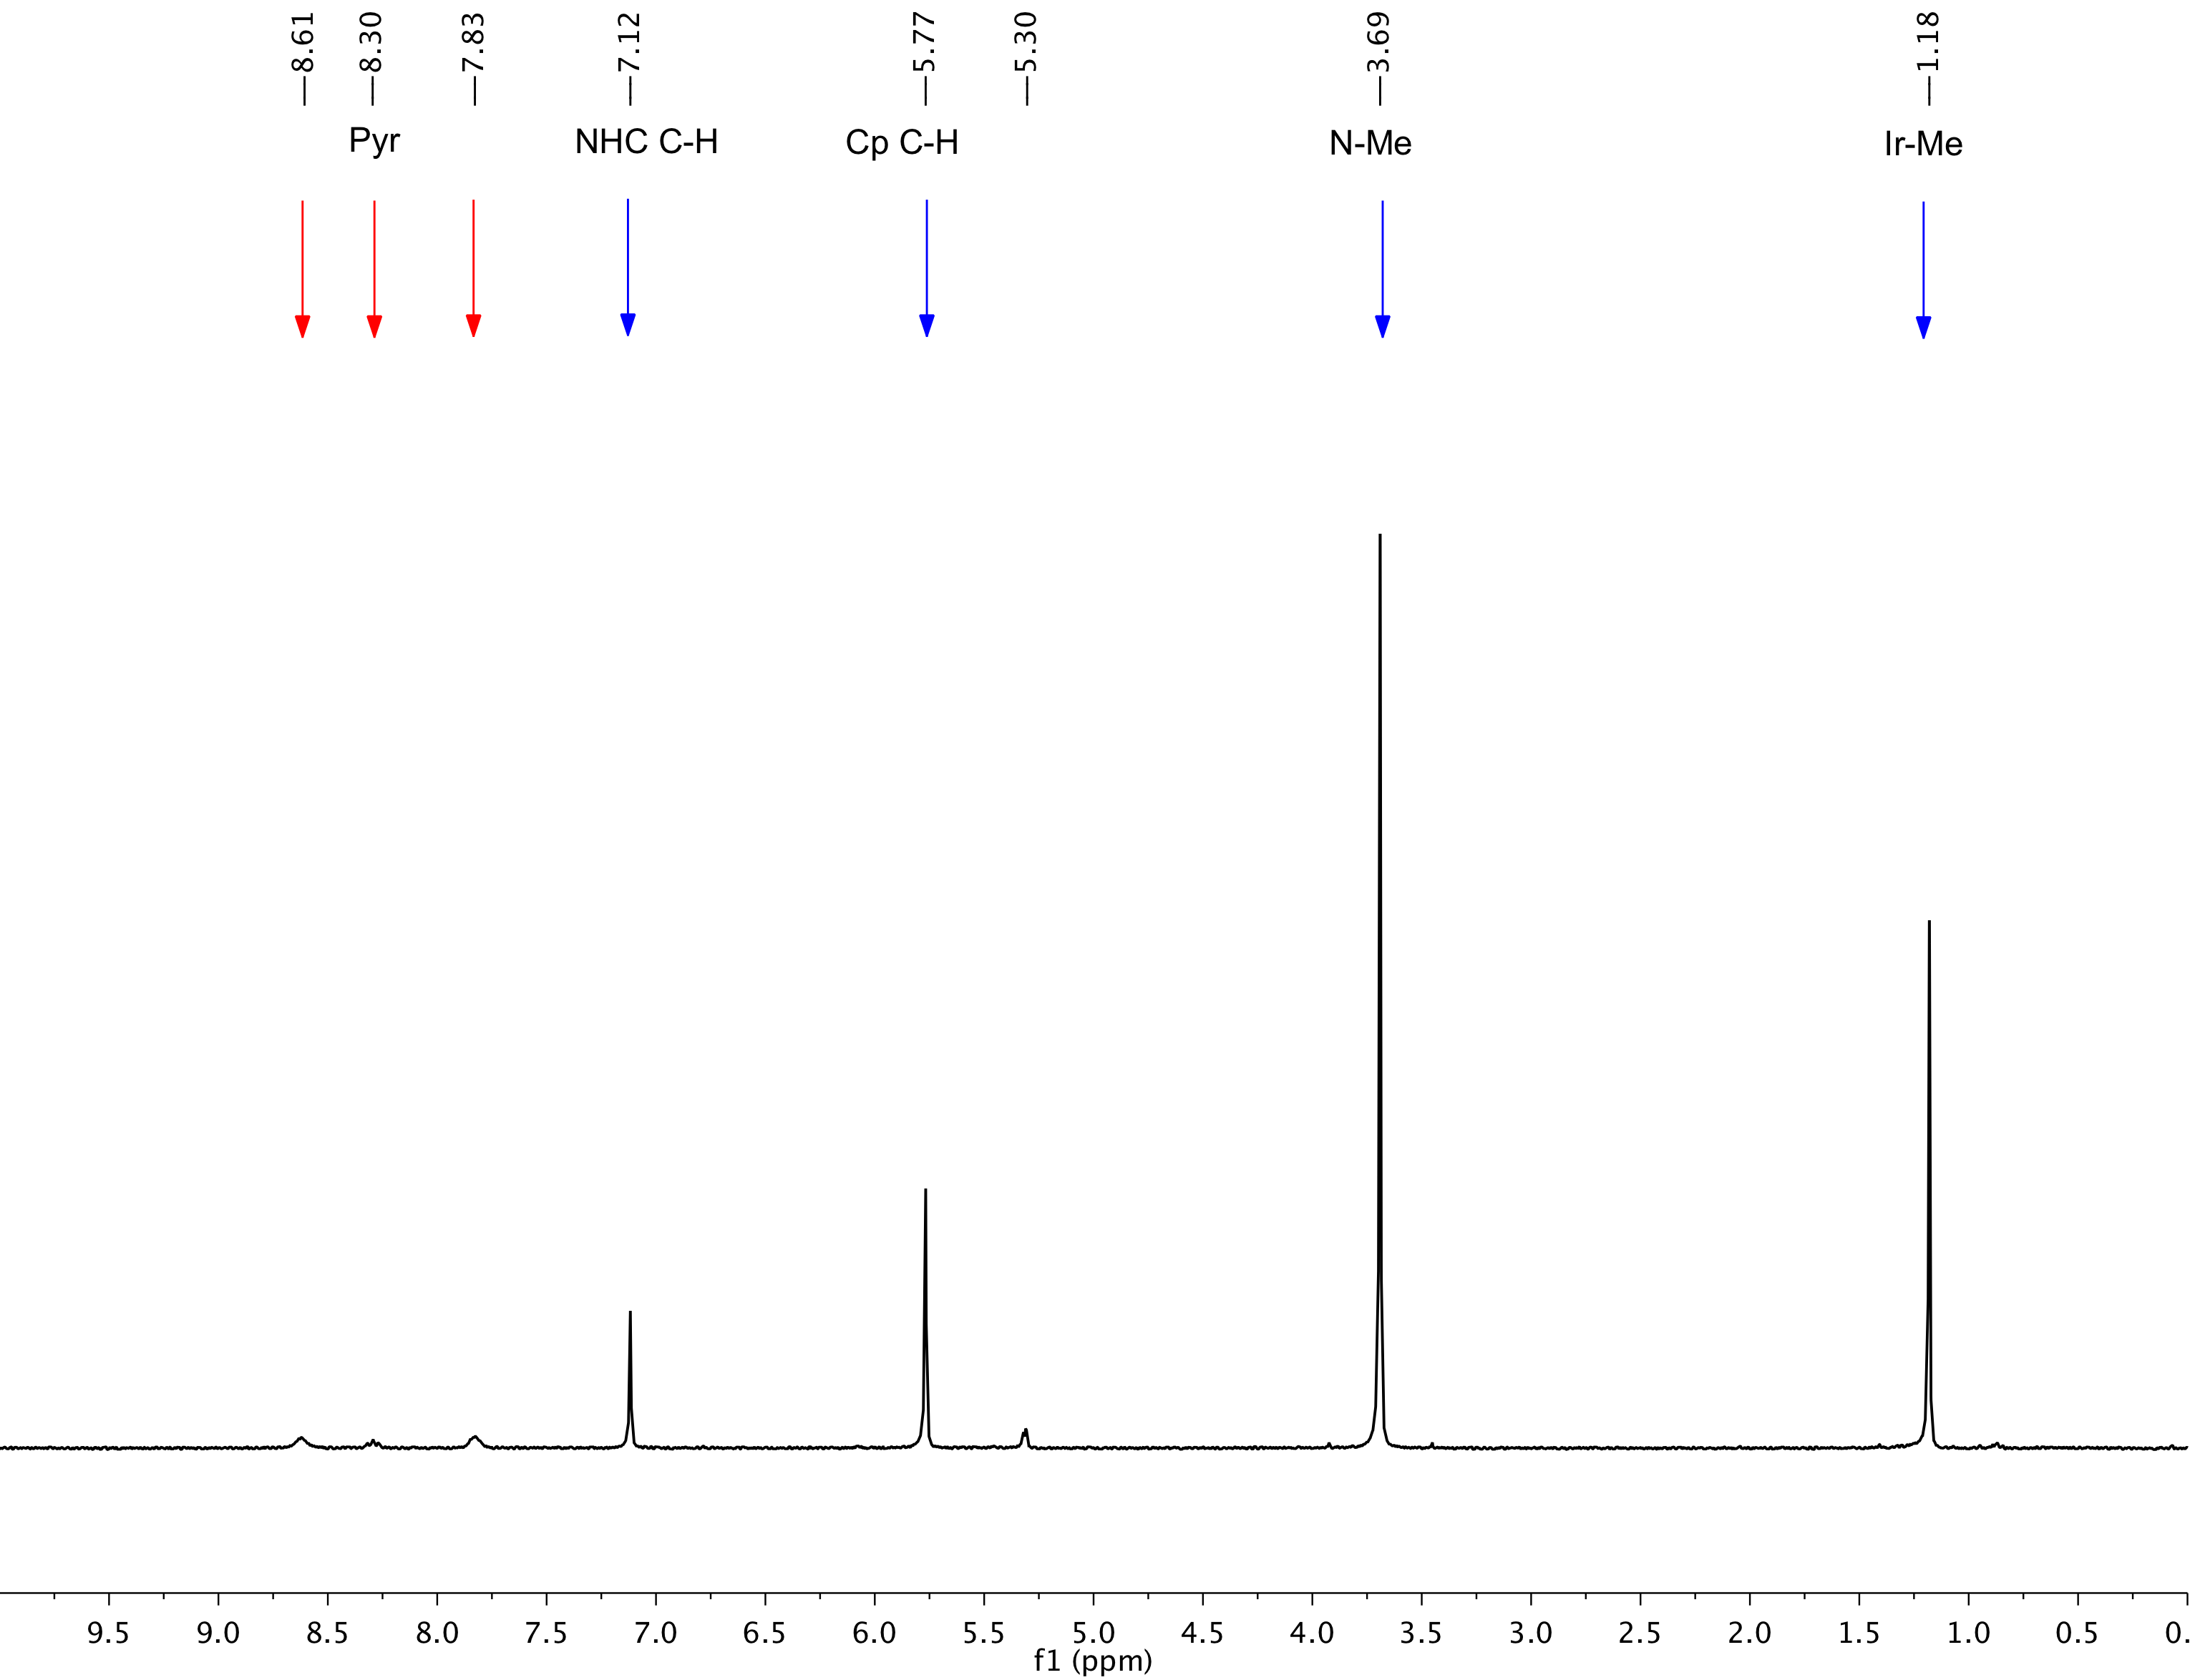 —8.61 —8.30 —7.83 —7.12 —5.77 —5.30 —3.69 —1.18
Pyr NHC C-H Cp C-H N-Me Ir-Me
9.5 9.0 8.5 8.0 7.5 7.0 6.5 6.0 5.5 5.0 4.5 4.0 3.5 3.0 2.5 2.0 1.5 1.0 0.5 0.
f1 (ppm)